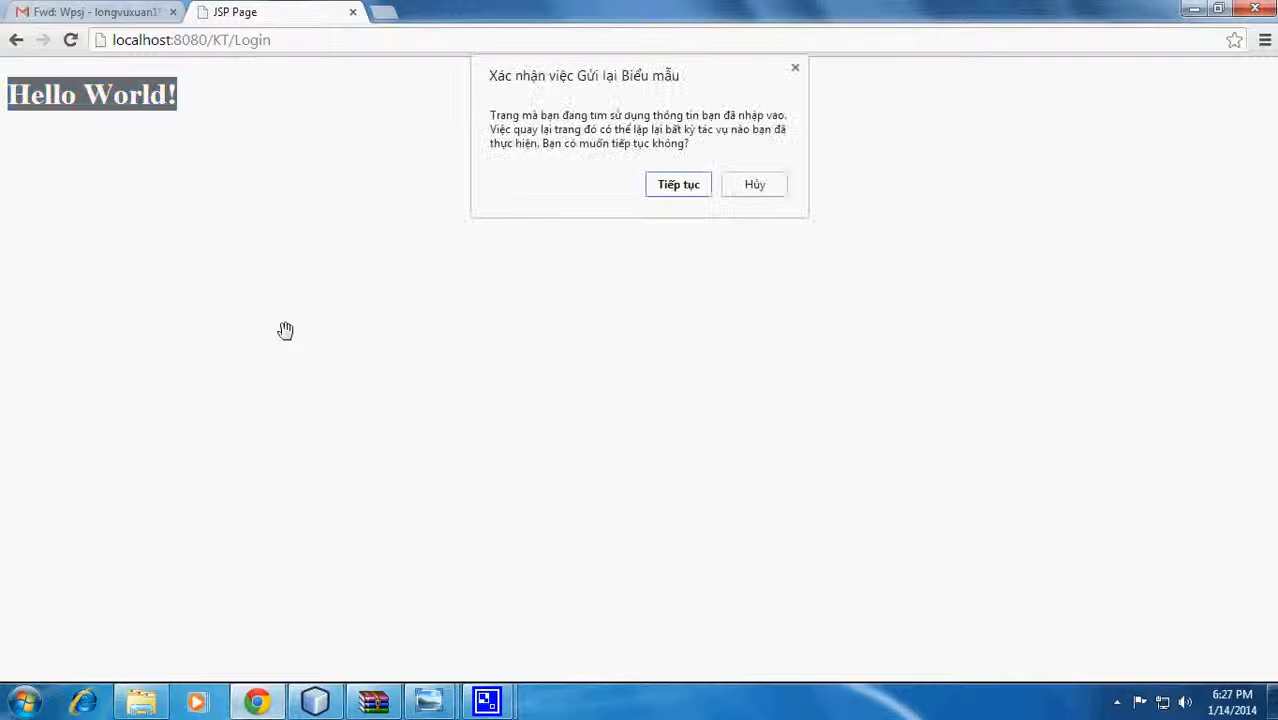 Fwd: Wpsj - longvuxuan1
JSP Page
localhost:8080/KT/Login
Hello World!
Xác nhận việc Gửi lại Biểu mẫu
Trang mà bạn đang tìm sử dụng thông tin bạn đã nhập vào.
Việc quay lại trang đó có thể lặp lại bất kỳ tác vụ nào bạn đã
thực hiện. Bạn có muốn tiếp tục không?
Tiếp tục
Hủy
6:27 PM
1/14/2014